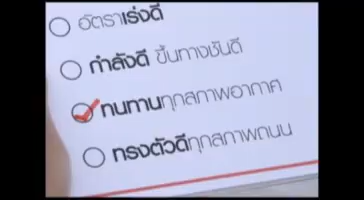 อัตราเร่งดี
กำลังดี ขึ้นทางชันดี
ทนทานทุกสภาพอากาศ
ทรงตัวดีทุกสภาพถนน